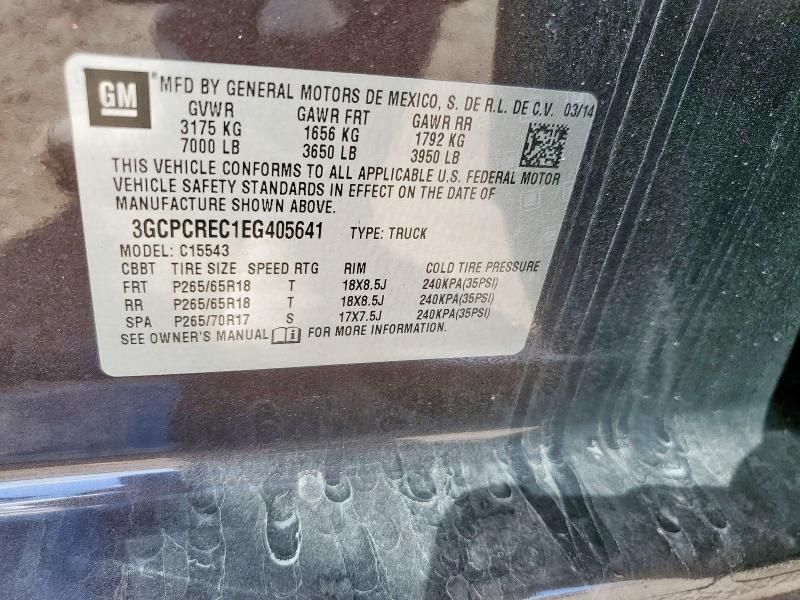 GM
MFD BY GENERAL MOTORS DE MEXICO, S. DE R.L. DE C.V. 03/14
GVWR GAWR FRT GAWR RR
3175 KG 1656 KG 1792 KG
7000 LB 3650 LB 3950 LB
THIS VEHICLE CONFORMS TO ALL APPLICABLE U.S. FEDERAL MOTOR
VEHICLE SAFETY STANDARDS IN EFFECT ON THE DATE OF
MANUFACTURE SHOWN ABOVE.
3GCPCREC1EG405641 TYPE: TRUCK
MODEL: C15543
CBBT TIRE SIZE SPEED RTG RIM COLD TIRE PRESSURE
FRT P265/65R18 T 18X8.5J 240KPA(35PSI)
RR P265/65R18 T 18X8.5J 240KPA(35PSI)
SPA P265/70R17 S 17X7.5J 240KPA(35PSI)
SEE OWNER'S MANUAL FOR MORE INFORMATION.